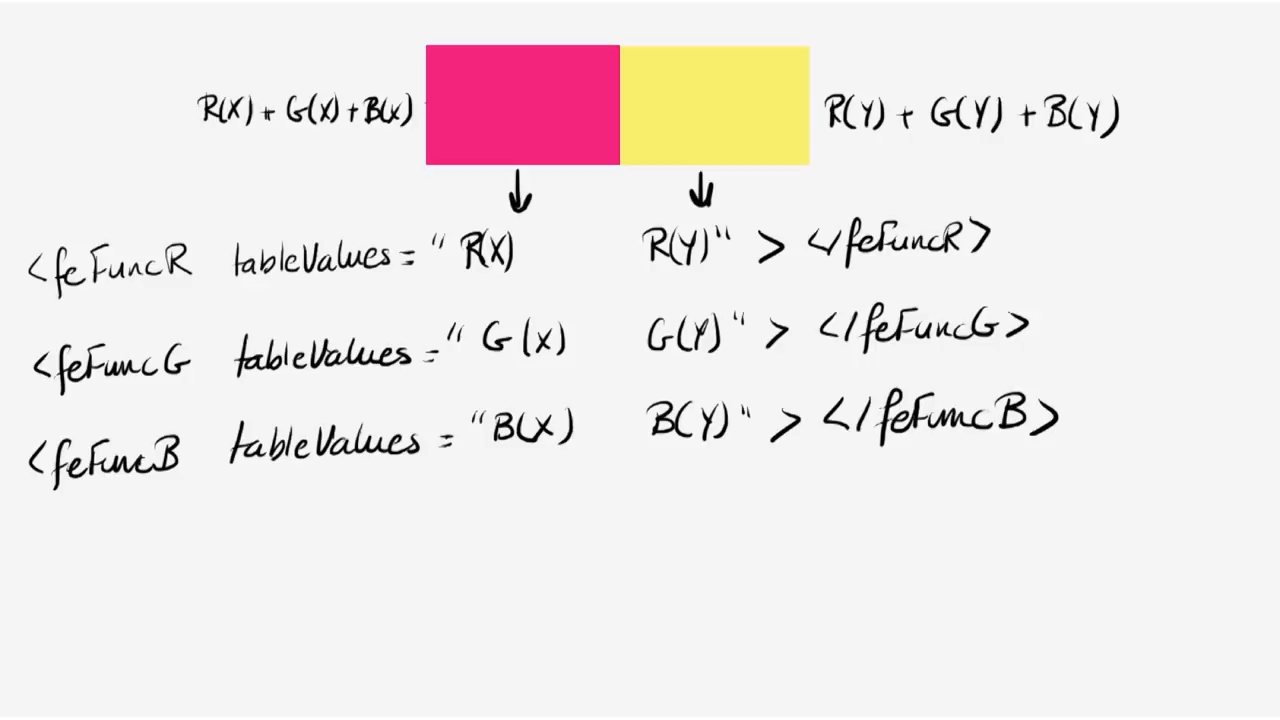 R(X) + G(X) + B(X)
R(Y) + G(Y) + B(Y)
<feFuncR tableValues = " R(X) R(Y)" > </feFuncR>
<feFuncG tableValues = " G(X) G(Y)" > </feFuncG>
<feFuncB tableValues = "B(X) B(Y)" > </feFuncB>